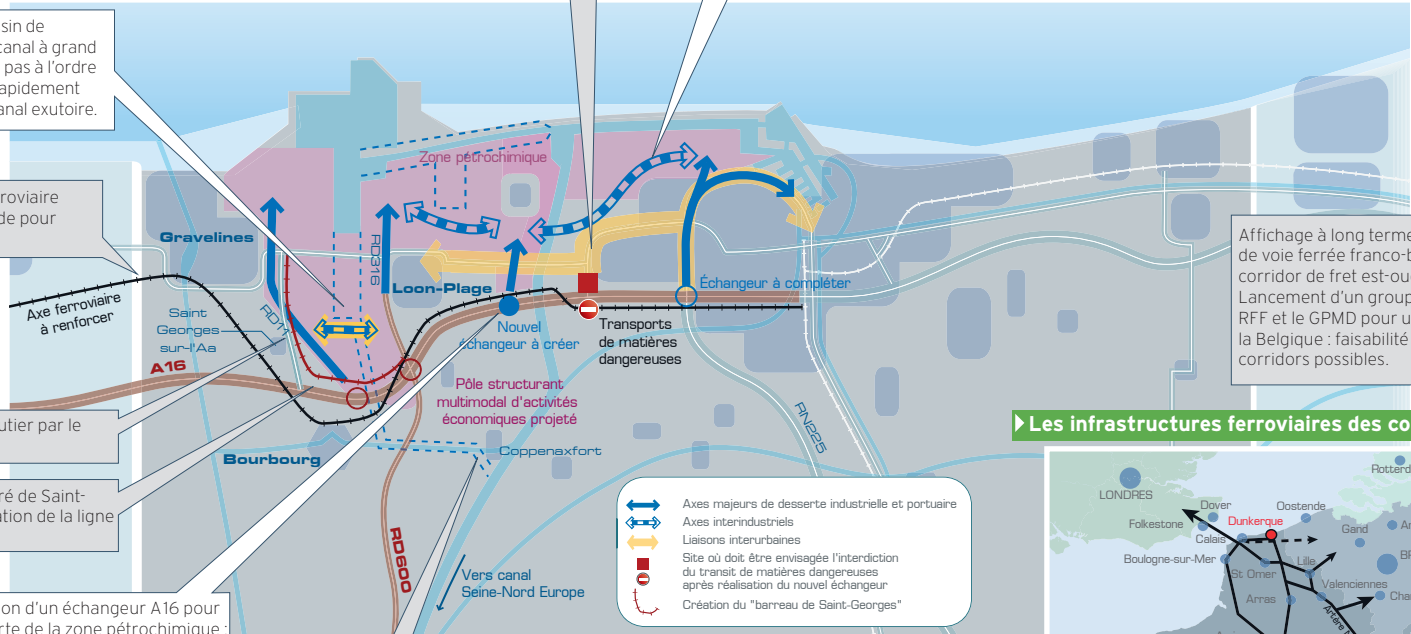 sin de
canal à grand
pas à l'ordre
rapidement
anal exutoire.
Zone pétrochimique
de pour
Gravelines
RD316
Loon-Plage
Échangeur à compléter
Axe ferroviaire
à renforcer
Saint
Georges
sur-l'Aa
RD11
Nouvel
échangeur à créer
Transports
de matières
dangereuses
A16
Pôle structurant
multimodal d'activités
économiques projeté
RN225
Affichage à long terme
de voie ferrée franco-b
corridor de fret est-oue
Lancement d'un group
RFF et le GPMD pour u
la Belgique : faisabilité
corridors possibles.
utier par le
Bourbourg
Coppenaxfort
ré de Saint-
ation de la ligne
RD600
Vers canal
Seine-Nord Europe
on d'un échangeur A16 pour
rte de la zone pétrochimique ;
Axes majeurs de desserte industrielle et portuaire
Axes interindustriels
Liaisons interurbaines
Site où doit être envisagée l'interdiction
du transit de matières dangereuses
après réalisation du nouvel échangeur
Création du "barreau de Saint-Georges"
Les infrastructures ferroviaires des co
LONDRES
Rotterd
Dover
Oostende
Folkestone
Dunkerque
Gand
Calais
Boulogne-sur-Mer
St Omer
Lille
Valenciennes
Arras